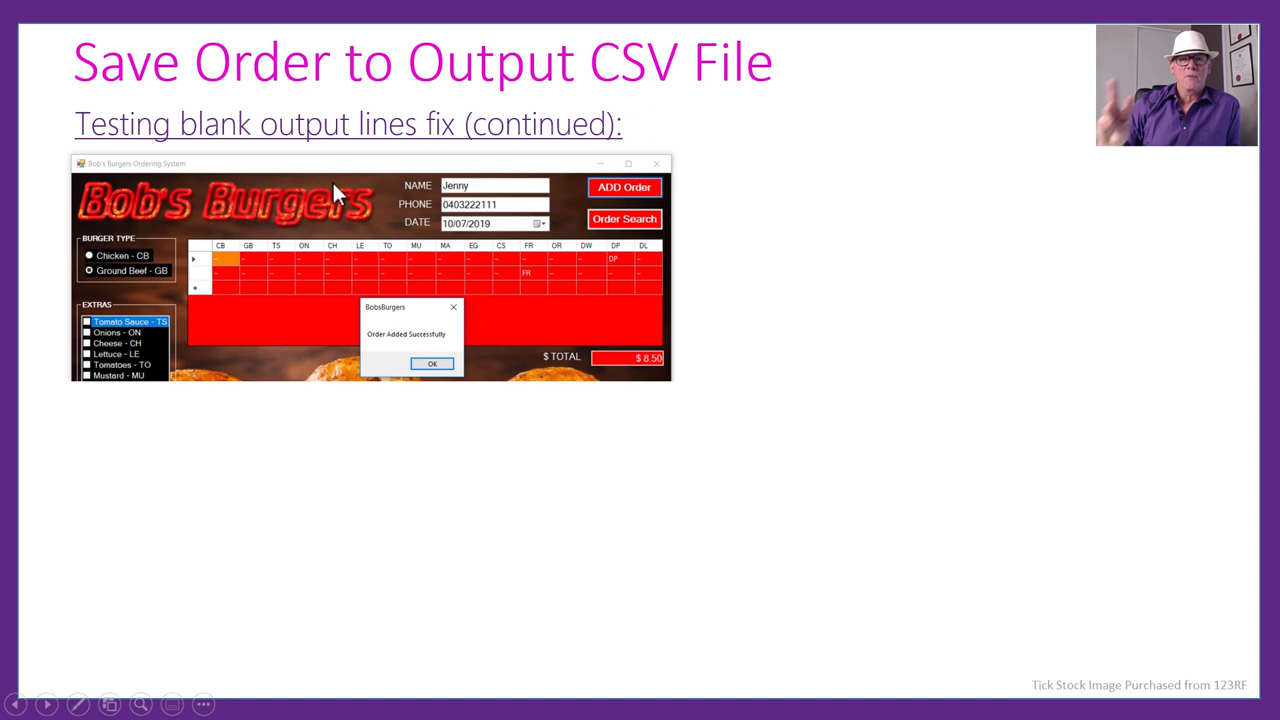 Save Order to Output CSV File
Testing blank output lines fix (continued):
Bob's Burgers Ordering System
Bob's Burgers
NAME Jenny
PHONE 0403222111
DATE 10/07/2019
ADD Order
Order Search
BURGER TYPE
Chicken - CB
Ground Beef - GB
CB GB TS ON CH LE TO MU MA EG CS FR OR DW DP DL
-- -- -- -- -- -- -- -- -- -- -- -- -- -- DP --
-- -- -- -- -- -- -- -- -- -- -- FR -- -- -- --
EXTRAS
Tomato Sauce - TS
Onions - ON
Cheese - CH
Lettuce - LE
Tomatoes - TO
Mustard - MU
BobsBurgers
Order Added Successfully
OK
$ TOTAL $ 8.50
Tick Stock Image Purchased from 123RF